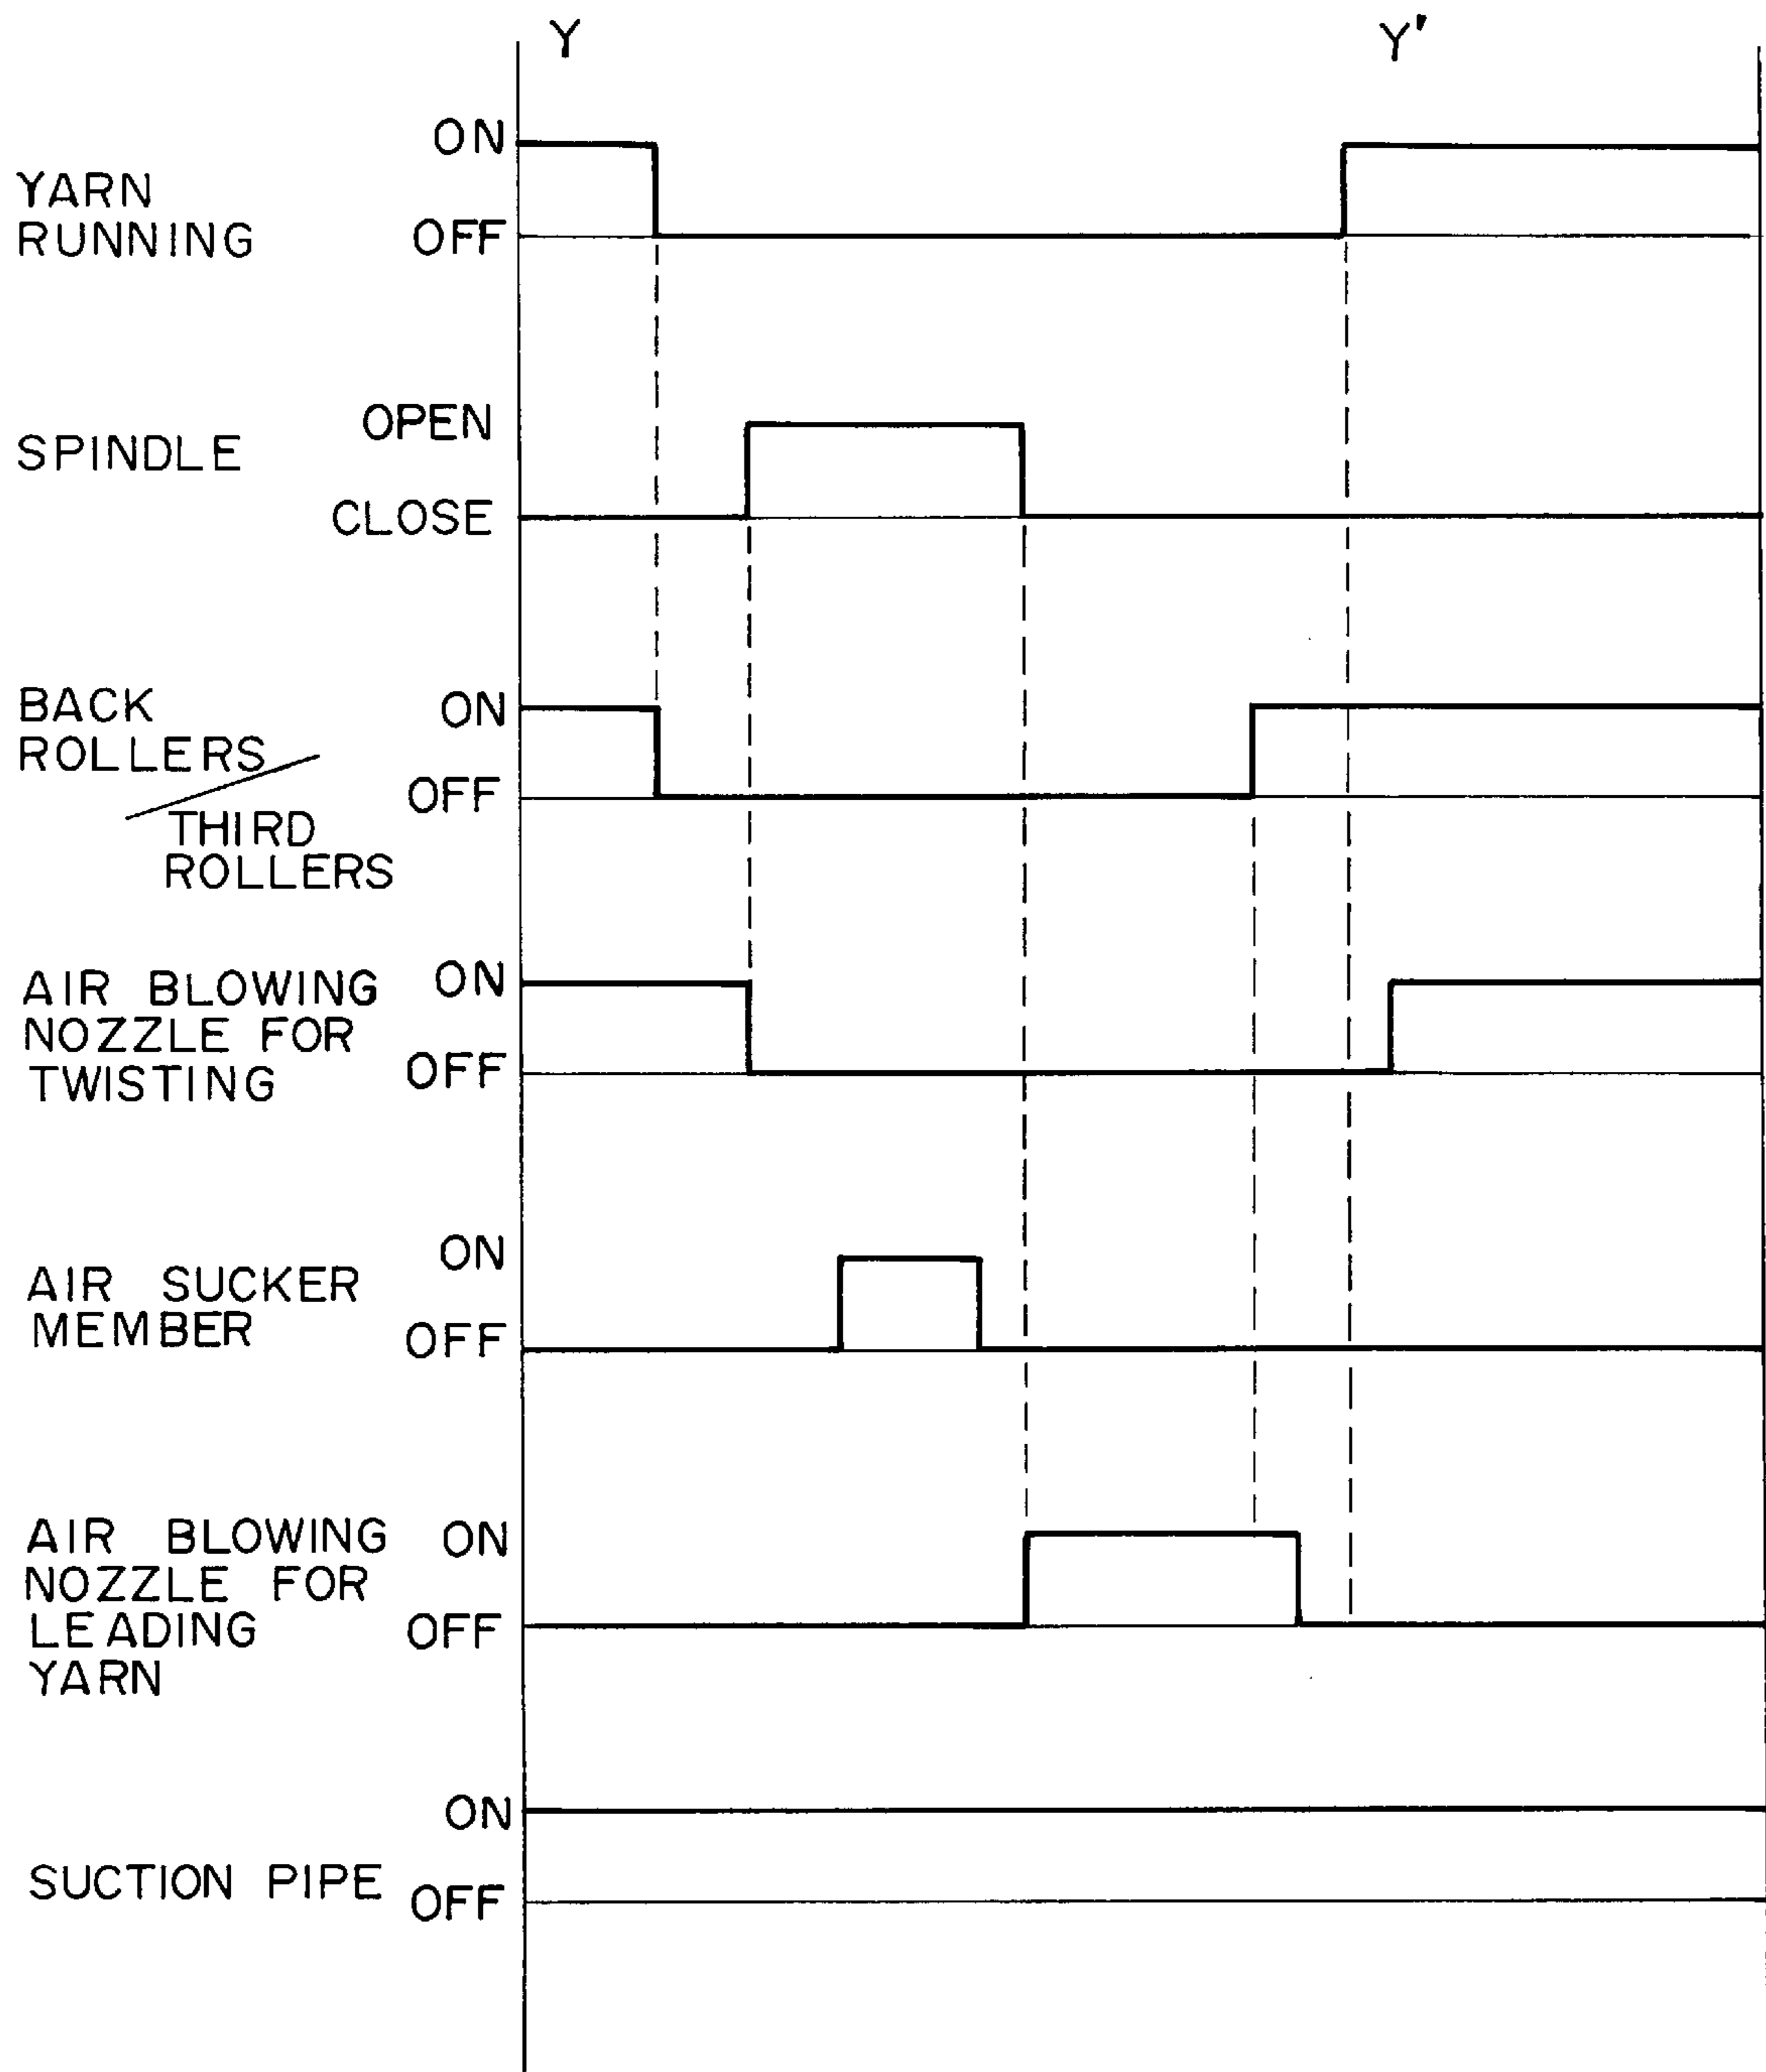 Y
Y'
YARN
RUNNING
ON
OFF
SPINDLE
OPEN
CLOSE
BACK
ROLLERS
THIRD
ROLLERS
ON
OFF
AIR BLOWING
NOZZLE FOR
TWISTING
ON
OFF
AIR SUCKER
MEMBER
ON
OFF
AIR BLOWING
NOZZLE FOR
LEADING
YARN
ON
OFF
SUCTION PIPE
ON
OFF